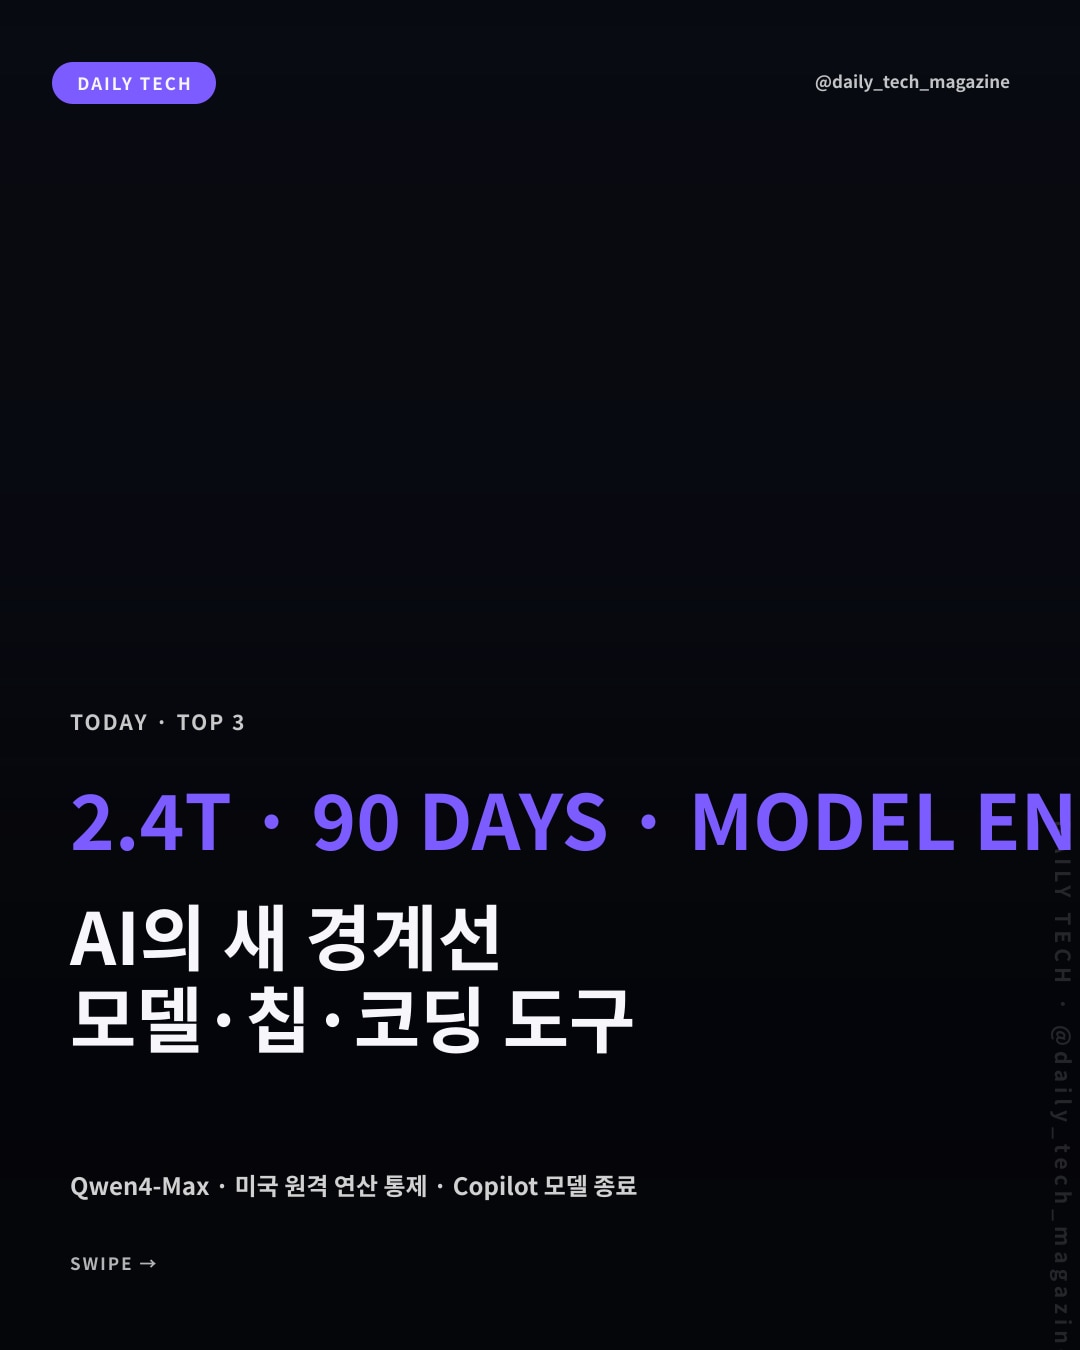 DAILY TECH
@daily_tech_magazine
TODAY · TOP 3
2.4T · 90 DAYS · MODEL EN
AI의 새 경계선
모델·칩·코딩 도구
Qwen4-Max · 미국 원격 연산 통제 · Copilot 모델 종료
SWIPE →
AILY TECH · @daily_tech_magazin